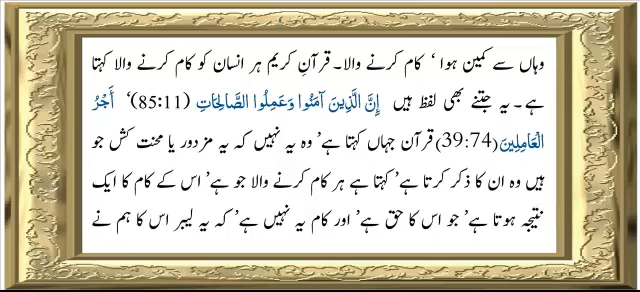 وہاں سے کمین ہوا ‘ کام کرنے والا۔ قرآنِ کریم ہر انسان کو کام کرنے والا کہتا
ہے۔ یہ جتنے بھی لفظ ہیں إِنَّ الَّذِينَ آمَنُوا وَعَمِلُوا الصَّالِحَاتِ (85:11)‘ أَجْرُ
الْعَامِلِينَ(39:74) قرآن جہاں کہتا ہے‘ وہ یہ نہیں کہ یہ مزدور یا محنت کش جو
ہیں وہ ان کا ذکر کرتا ہے‘ کہتا ہے ہر کام کرنے والا جو ہے‘ اس کے کام کا ایک
نتیجہ ہوتا ہے‘ جو اس کا حق ہے‘ اور کام یہ نہیں ہے‘ کہ یہ لیبر اس کا ہم نے